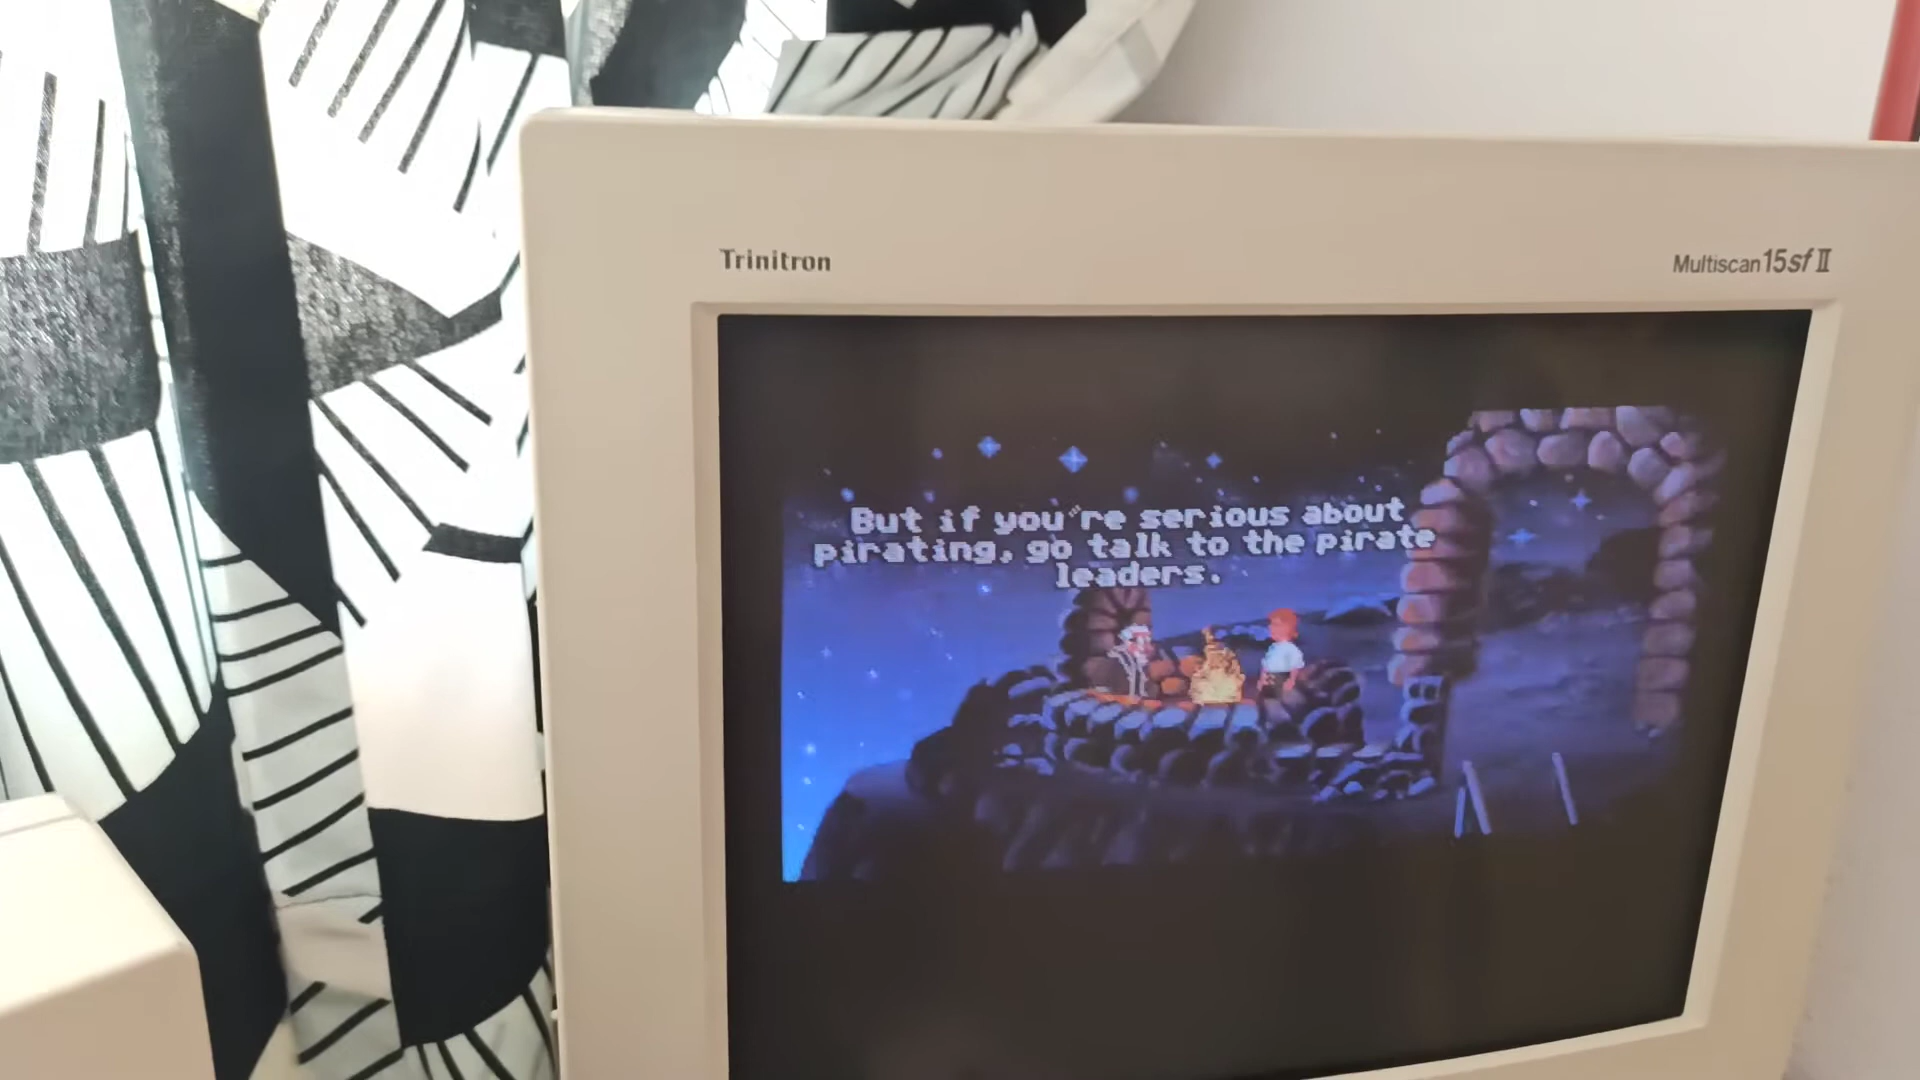 Trinitron
Multiscan 15sf II
But if you're serious about
pirating, go talk to the pirate
leaders.